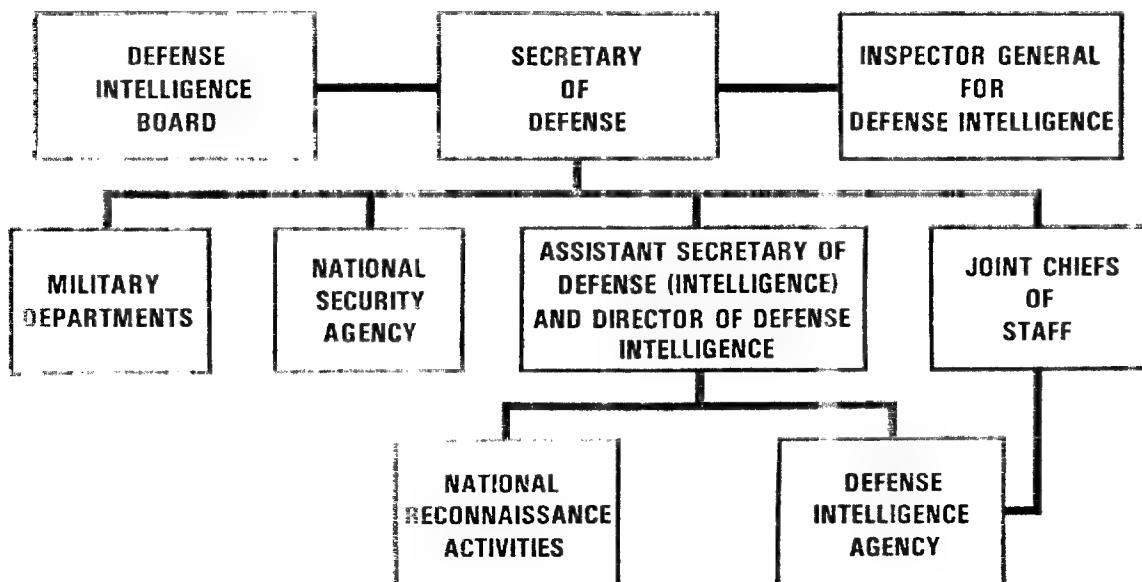 DEFENSE
INTELLIGENCE
BOARD
SECRETARY
OF
DEFENSE
INSPECTOR GENERAL
FOR
DEFENSE INTELLIGENCE
MILITARY
DEPARTMENTS
NATIONAL
SECURITY
AGENCY
ASSISTANT SECRETARY OF
DEFENSE (INTELLIGENCE)
AND DIRECTOR OF DEFENSE
INTELLIGENCE
JOINT CHIEFS
OF
STAFF
NATIONAL
RECONNAISSANCE
ACTIVITIES
DEFENSE
INTELLIGENCE
AGENCY